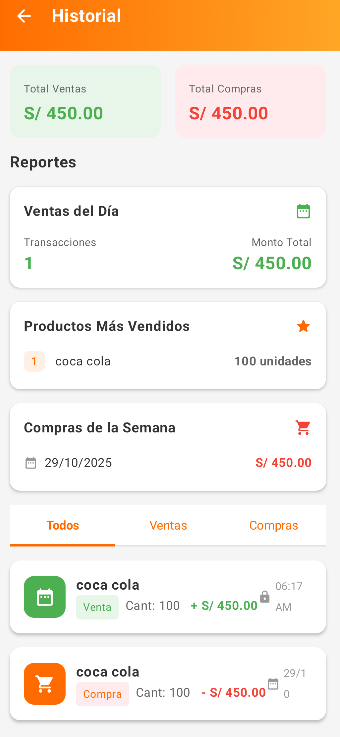 Historial
Total Ventas
S/ 450.00
Total Compras
S/ 450.00
Reportes
Ventas del Día
Transacciones
1
Monto Total
S/ 450.00
Productos Más Vendidos
1 coca cola 100 unidades
Compras de la Semana
29/10/2025 S/ 450.00
Todos Ventas Compras
coca cola
Venta Cant: 100 + S/ 450.00 06:17
AM
coca cola
Compra Cant: 100 - S/ 450.00 29/1
0